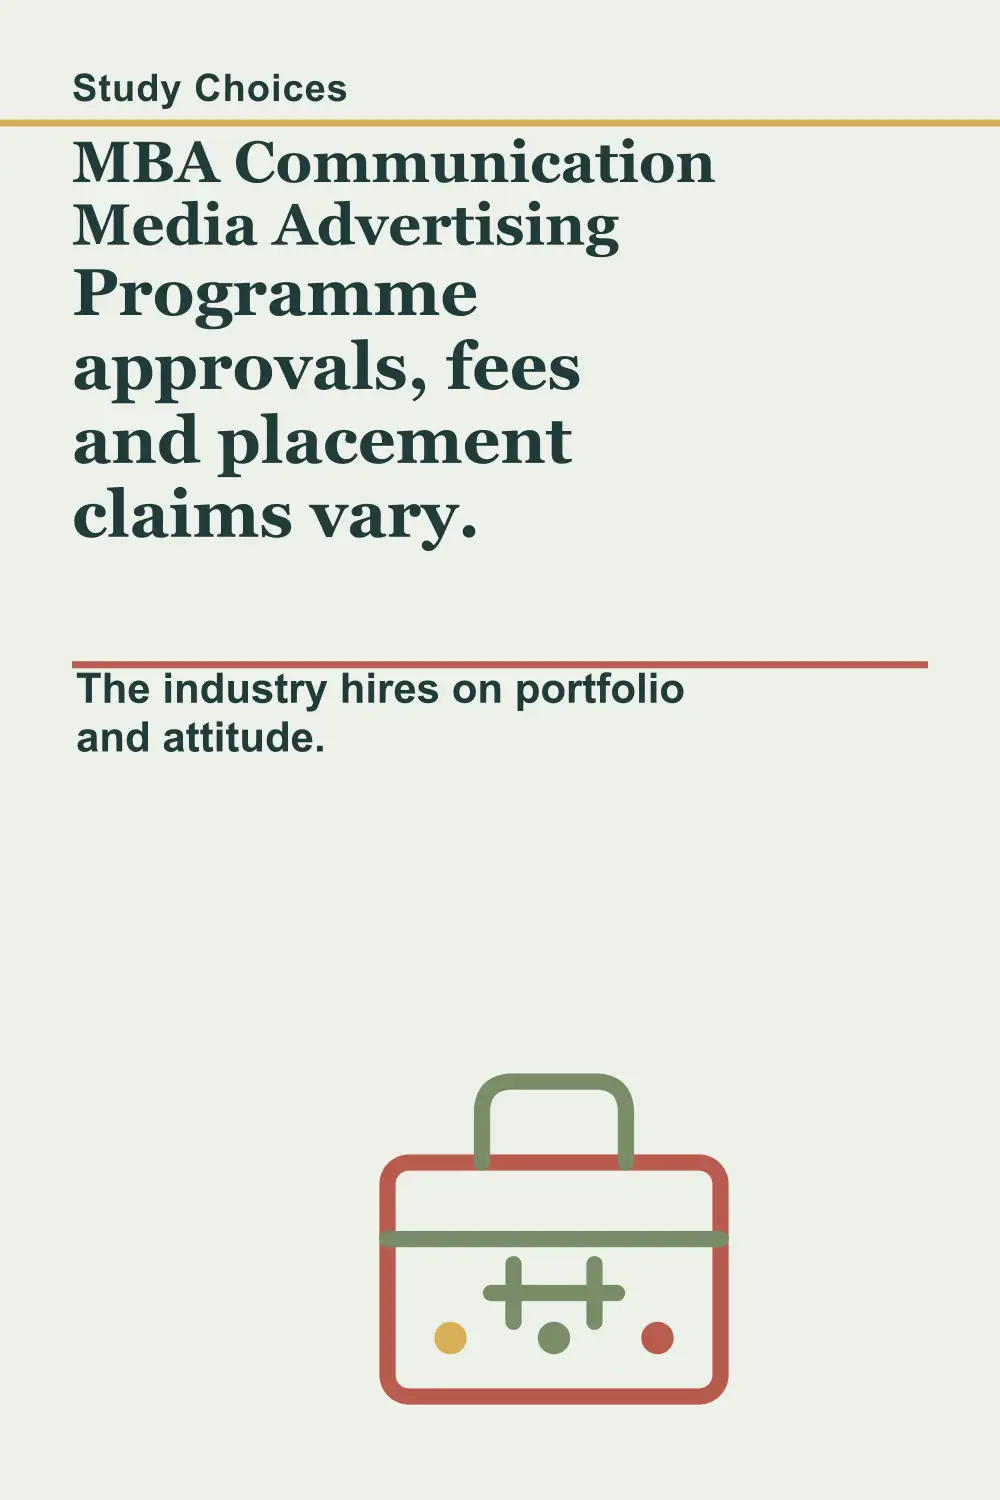 Study Choices
MBA Communication
Media Advertising
Programme
approvals, fees
and placement
claims vary.
The industry hires on portfolio
and attitude.